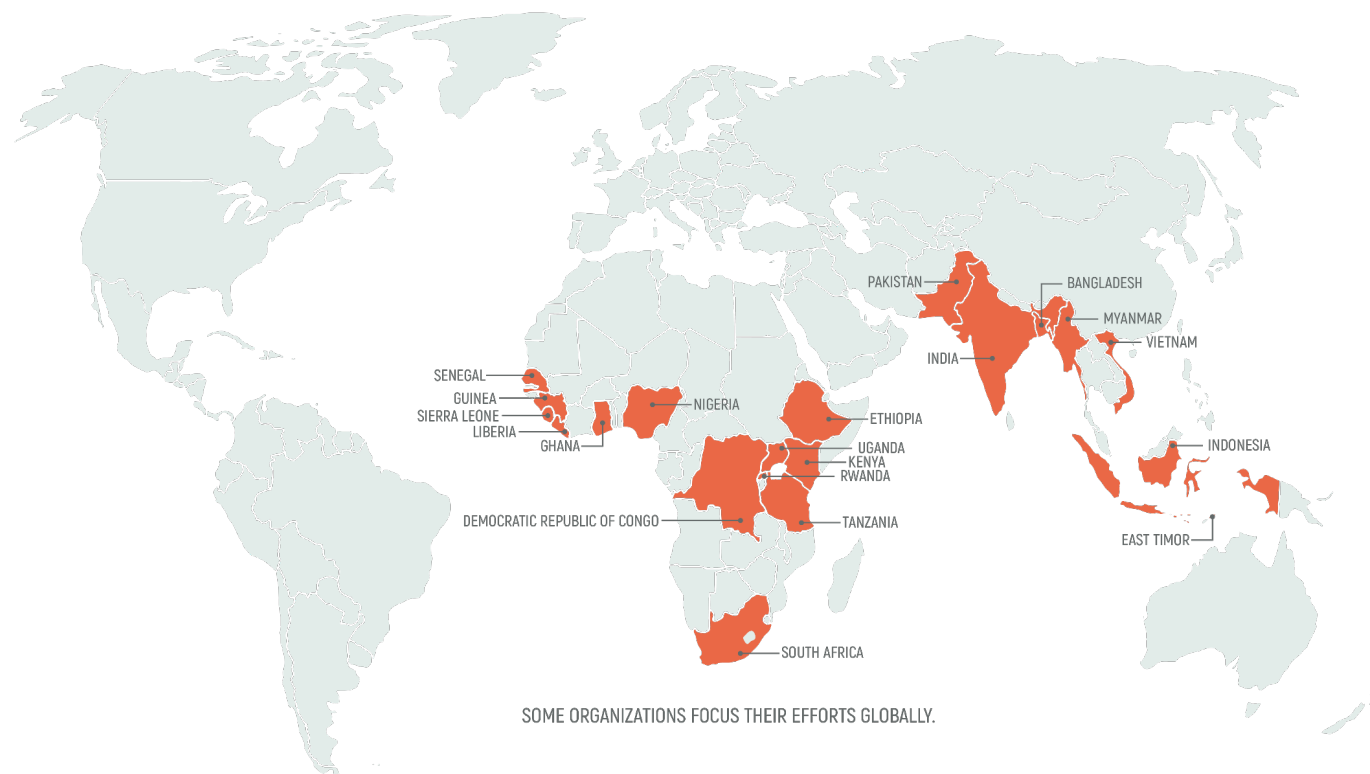 PAKISTAN
BANGLADESH
MYANMAR
VIETNAM
INDIA
SENEGAL
GUINEA
SIERRA LEONE
LIBERIA
GHANA
NIGERIA
ETHIOPIA
UGANDA
KENYA
RWANDA
INDONESIA
DEMOCRATIC REPUBLIC OF CONGO
TANZANIA
EAST TIMOR
SOUTH AFRICA
SOME ORGANIZATIONS FOCUS THEIR EFFORTS GLOBALLY.